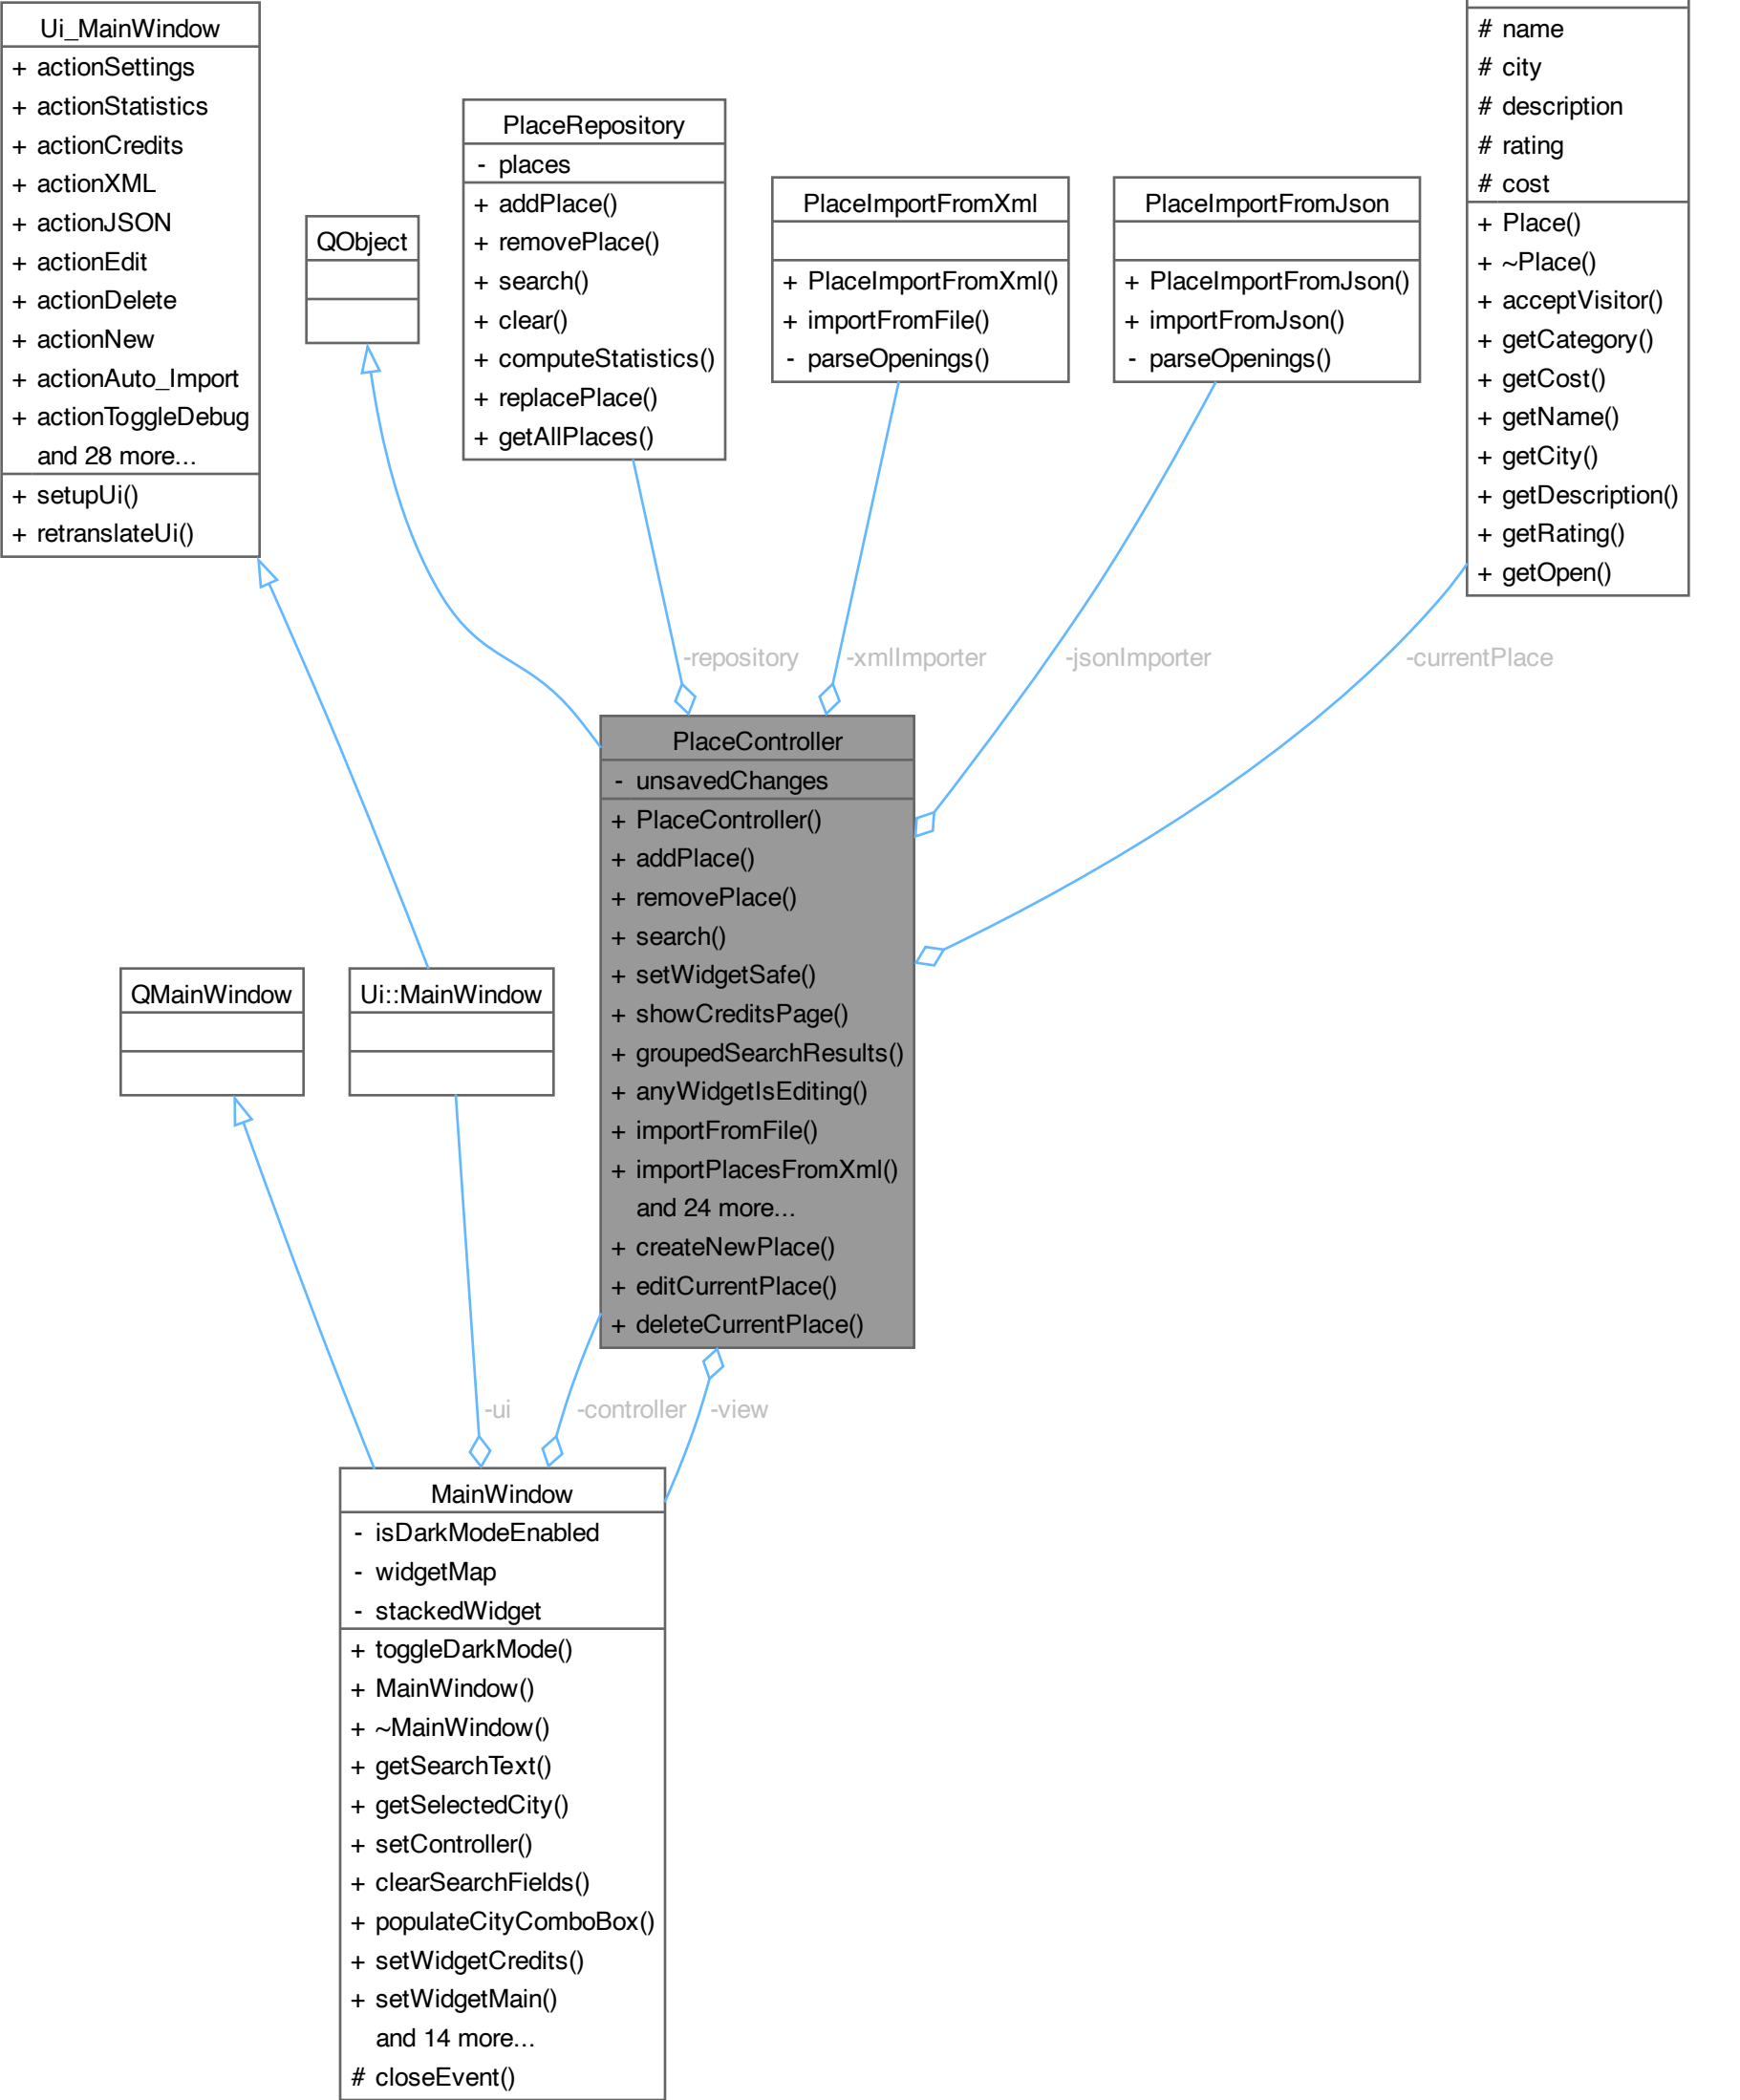 Ui_MainWindow
+ actionSettings
+ actionStatistics
+ actionCredits
+ actionXML
+ actionJSON
+ actionEdit
+ actionDelete
+ actionNew
+ actionAuto_Import
+ actionToggleDebug
and 28 more...
+ setupUi()
+ retranslateUi()
QObject
PlaceRepository
- places
+ addPlace()
+ removePlace()
+ search()
+ clear()
+ computeStatistics()
+ replacePlace()
+ getAllPlaces()
PlaceImportFromXml
+ PlaceImportFromXml()
+ importFromFile()
- parseOpenings()
PlaceImportFromJson
+ PlaceImportFromJson()
+ importFromJson()
- parseOpenings()
# name
# city
# description
# rating
# cost
+ Place()
+ ~Place()
+ acceptVisitor()
+ getCategory()
+ getCost()
+ getName()
+ getCity()
+ getDescription()
+ getRating()
+ getOpen()
-repository
-xmlImporter
-jsonImporter
-currentPlace
PlaceController
- unsavedChanges
+ PlaceController()
+ addPlace()
+ removePlace()
+ search()
+ setWidgetSafe()
+ showCreditsPage()
+ groupedSearchResults()
+ anyWidgetIsEditing()
+ importFromFile()
+ importPlacesFromXml()
and 24 more...
+ createNewPlace()
+ editCurrentPlace()
+ deleteCurrentPlace()
QMainWindow
Ui::MainWindow
-ui
-controller
-view
MainWindow
- isDarkModeEnabled
- widgetMap
- stackedWidget
+ toggleDarkMode()
+ MainWindow()
+ ~MainWindow()
+ getSearchText()
+ getSelectedCity()
+ setController()
+ clearSearchFields()
+ populateCityComboBox()
+ setWidgetCredits()
+ setWidgetMain()
and 14 more...
# closeEvent()